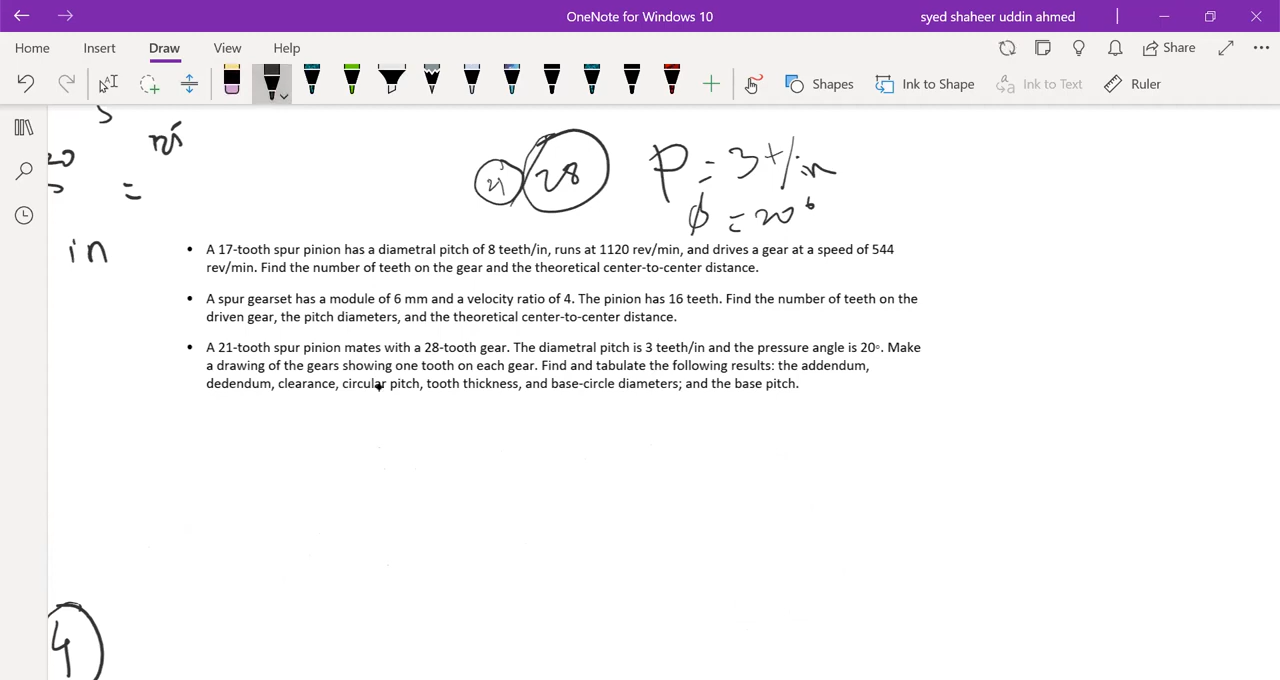 OneNote for Windows 10
syed shaheer uddin ahmed
Home Insert Draw View Help
Share
Shapes Ink to Shape Ink to Text Ruler
28 P = 3 t/in
ϕ = 20°
=
in
• A 17-tooth spur pinion has a diametral pitch of 8 teeth/in, runs at 1120 rev/min, and drives a gear at a speed of 544
rev/min. Find the number of teeth on the gear and the theoretical center-to-center distance.
• A spur gearset has a module of 6 mm and a velocity ratio of 4. The pinion has 16 teeth. Find the number of teeth on the
driven gear, the pitch diameters, and the theoretical center-to-center distance.
• A 21-tooth spur pinion mates with a 28-tooth gear. The diametral pitch is 3 teeth/in and the pressure angle is 20◦. Make
a drawing of the gears showing one tooth on each gear. Find and tabulate the following results: the addendum,
dedendum, clearance, circular pitch, tooth thickness, and base-circle diameters; and the base pitch.
4